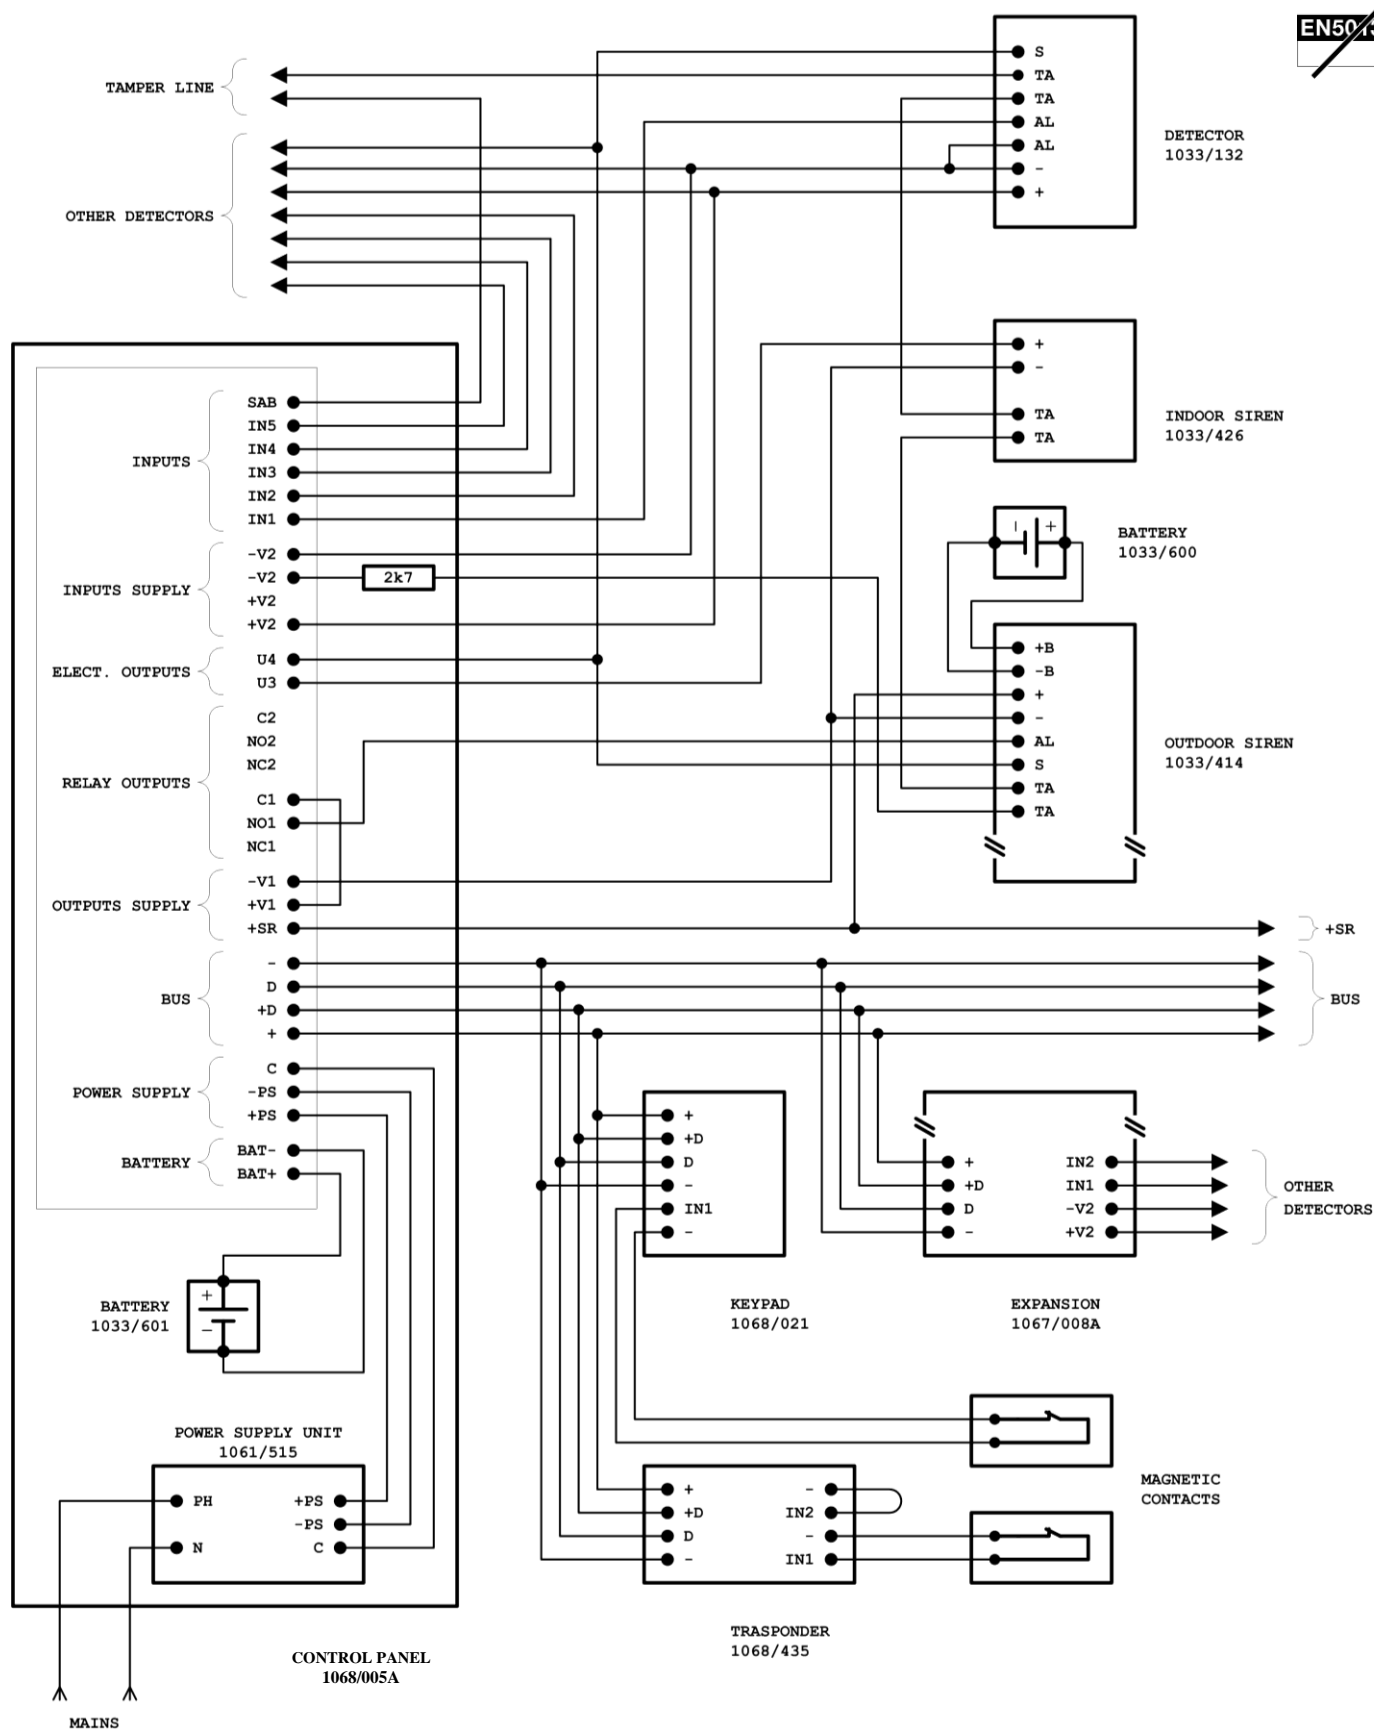 EN5013
TAMPER LINE
OTHER DETECTORS
S
TA
TA
AL
AL
-
+
DETECTOR
1033/132
+
-
TA
TA
INDOOR SIREN
1033/426
- +
BATTERY
1033/600
+B
-B
+
-
AL
S
TA
TA
OUTDOOR SIREN
1033/414
INPUTS
SAB
IN5
IN4
IN3
IN2
IN1
INPUTS SUPPLY
-V2
-V2
+V2
+V2
2k7
ELECT. OUTPUTS
U4
U3
RELAY OUTPUTS
C2
NO2
NC2
C1
NO1
NC1
OUTPUTS SUPPLY
-V1
+V1
+SR
+SR
BUS
-
D
+D
+
BUS
POWER SUPPLY
C
-PS
+PS
BATTERY
BAT-
BAT+
+
-
BATTERY
1033/601
POWER SUPPLY UNIT
1061/515
PH
N
+PS
-PS
C
CONTROL PANEL
1068/005A
MAINS
+
+D
D
-
IN1
-
KEYPAD
1068/021
+
+D
D
-
IN2
IN1
-V2
+V2
OTHER
DETECTORS
EXPANSION
1067/008A
MAGNETIC
CONTACTS
+
+D
D
-
-
IN2
-
IN1
TRASPONDER
1068/435